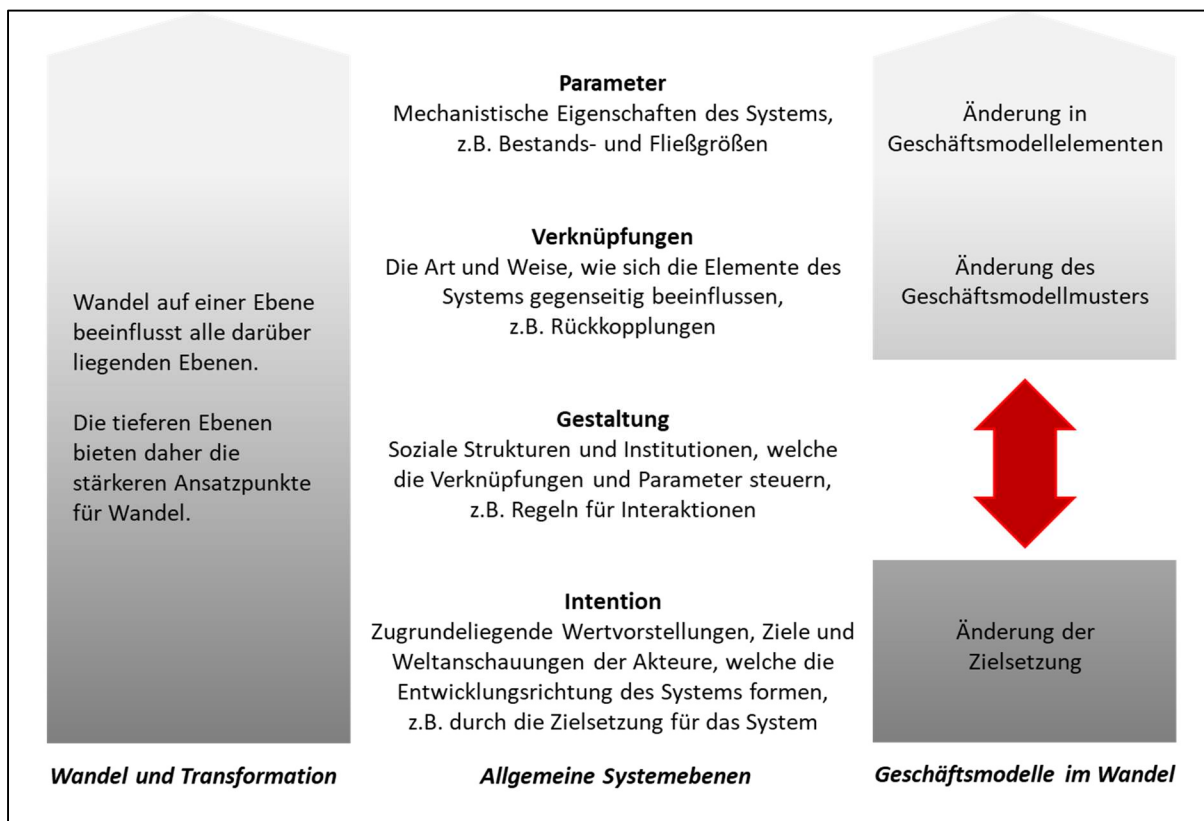 Wandel auf einer Ebene
beeinflusst alle darüber
liegenden Ebenen.
Die tieferen Ebenen
bieten daher die
stärkeren Ansatzpunkte
für Wandel.
Wandel und Transformation
Parameter
Mechanistische Eigenschaften des Systems,
z.B. Bestands- und Fließgrößen
Verknüpfungen
Die Art und Weise, wie sich die Elemente des
Systems gegenseitig beeinflussen,
z.B. Rückkopplungen
Gestaltung
Soziale Strukturen und Institutionen, welche
die Verknüpfungen und Parameter steuern,
z.B. Regeln für Interaktionen
Intention
Zugrundeliegende Wertvorstellungen, Ziele und
Weltanschauungen der Akteure, welche die
Entwicklungsrichtung des Systems formen,
z.B. durch die Zielsetzung für das System
Allgemeine Systemebenen
Änderung in
Geschäftsmodellelementen
Änderung des
Geschäftsmodellmusters
Änderung der
Zielsetzung
Geschäftsmodelle im Wandel